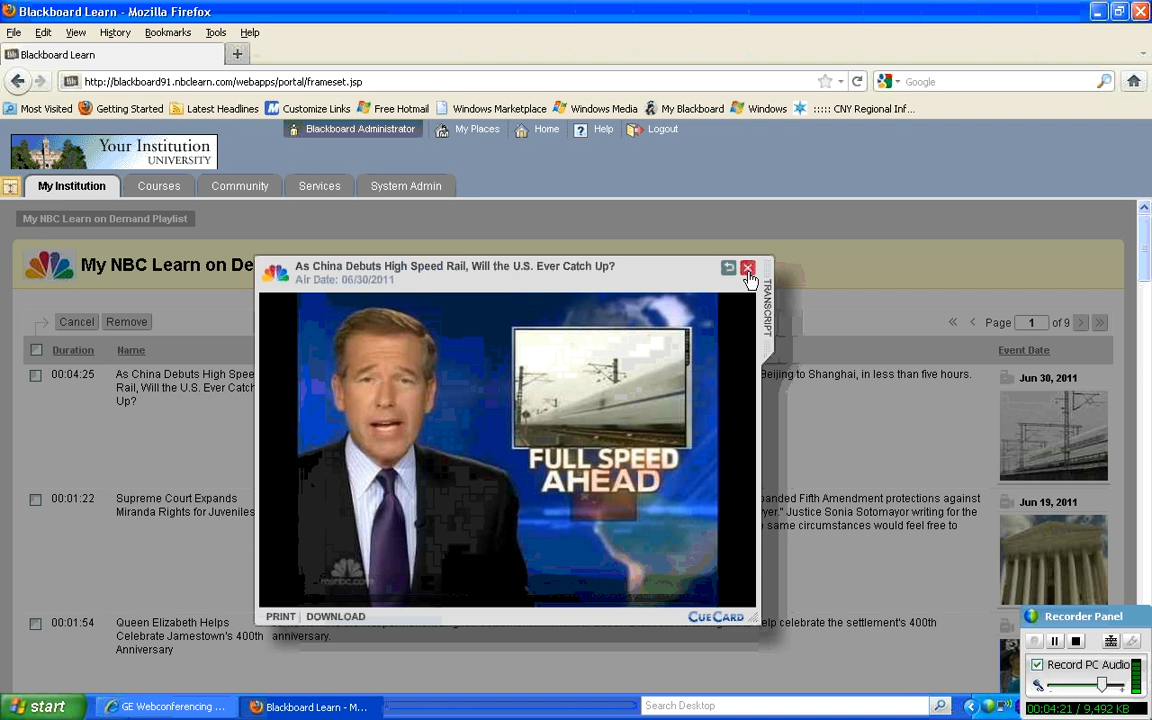 Blackboard Learn - Mozilla Firefox
File Edit View History Bookmarks Tools Help
Blackboard Learn
http://blackboard91.nbclearn.com/webapps/portal/frameset.jsp
Google
Most Visited Getting Started Latest Headlines Customize Links Free Hotmail Windows Marketplace Windows Media My Blackboard Windows ::::: CNY Regional Inf...
Blackboard Administrator My Places Home Help Logout
Your Institution
UNIVERSITY
My Institution Courses Community Services System Admin
My NBC Learn on Demand Playlist
My NBC Learn on De
As China Debuts High Speed Rail, Will the U.S. Ever Catch Up?
Air Date: 06/30/2011
TRANSCRIPT
Cancel Remove
Page 1 of 9
Duration Name Event Date
00:04:25 As China Debuts High Spee
Rail, Will the U.S. Ever Catch
Up?
Beijing to Shanghai, in less than five hours.
Jun 30, 2011
FULL SPEED
AHEAD
00:01:22 Supreme Court Expands
Miranda Rights for Juveniles
panded Fifth Amendment protections against
yer." Justice Sonia Sotomayor writing for the
same circumstances would feel free to
Jun 19, 2011
msnbc.com
PRINT | DOWNLOAD CUECARD
00:01:54 Queen Elizabeth Helps
Celebrate Jamestown's 400th
Anniversary
elp celebrate the settlement's 400th
anniversary.
Recorder Panel
Record PC Audio
00:04:21 / 9,492 KB
start GE Webconferencing ... Blackboard Learn - M... Search Desktop